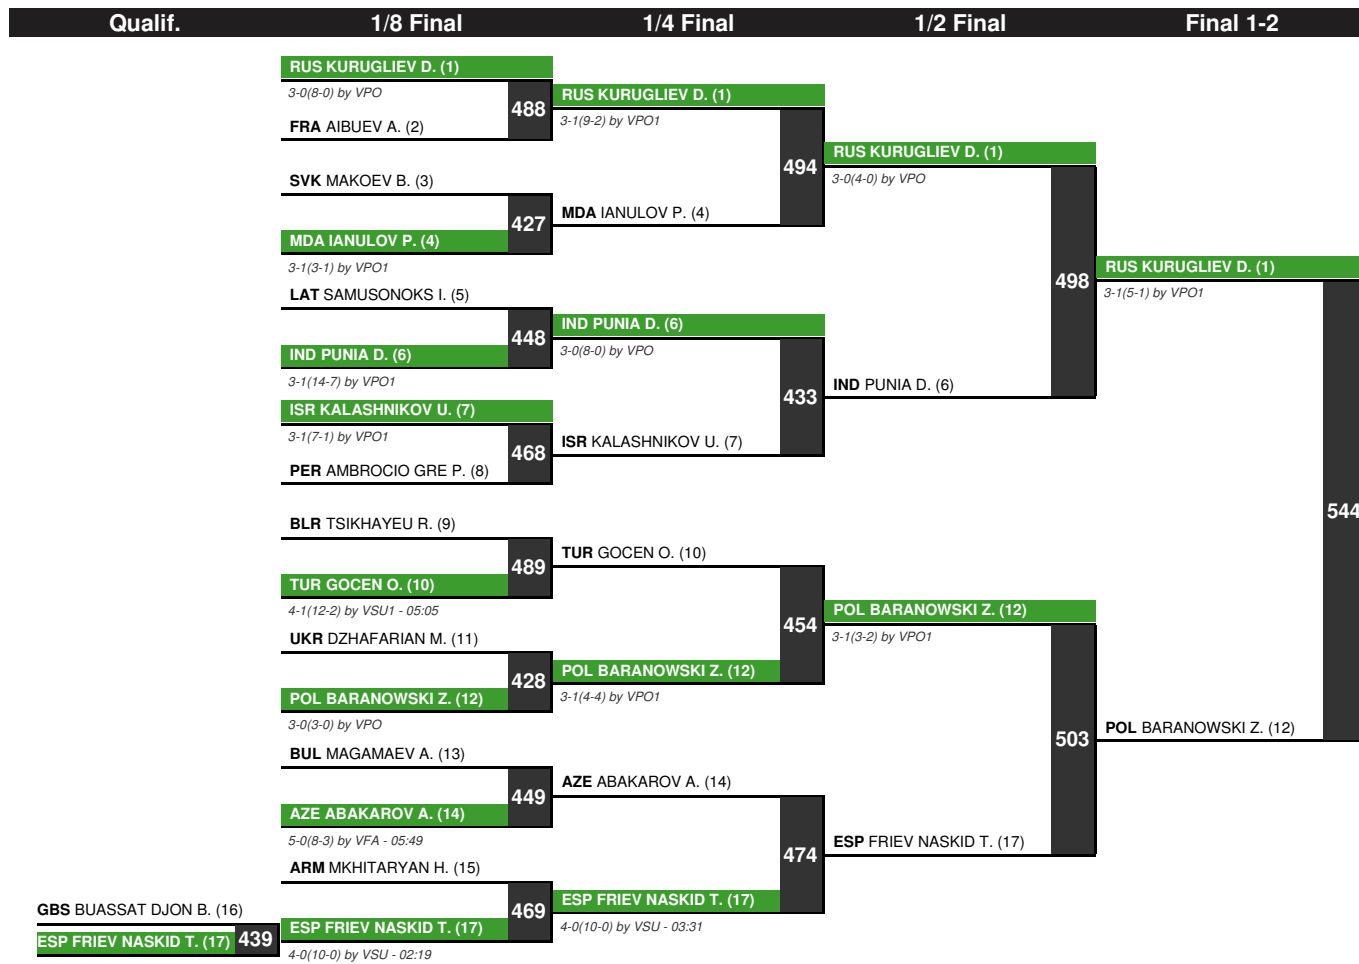 Qualif. 1/8 Final 1/4 Final 1/2 Final Final 1-2
RUS KURUGLIEV D. (1)
3-0(8-0) by VPO
488
FRA AIBUEV A. (2)
SVK MAKOEV B. (3)
427
MDA IANULOV P. (4)
3-1(3-1) by VPO1
LAT SAMUSONOKS I. (5)
448
IND PUNIA D. (6)
3-1(14-7) by VPO1
ISR KALASHNIKOV U. (7)
3-1(7-1) by VPO1
468
PER AMBROCIO GRE P. (8)
BLR TSIKHAYEU R. (9)
489
TUR GOCEN O. (10)
4-1(12-2) by VSU1 - 05:05
UKR DZHAFARIAN M. (11)
428
POL BARANOWSKI Z. (12)
3-0(3-0) by VPO
BUL MAGAMAEV A. (13)
449
AZE ABAKAROV A. (14)
5-0(8-3) by VFA - 05:49
ARM MKHITARYAN H. (15)
469
GBS BUASSAT DJON B. (16)
ESP FRIEV NASKID T. (17) 439
ESP FRIEV NASKID T. (17)
4-0(10-0) by VSU - 02:19
RUS KURUGLIEV D. (1)
3-1(9-2) by VPO1
494
MDA IANULOV P. (4)
IND PUNIA D. (6)
3-0(8-0) by VPO
433
ISR KALASHNIKOV U. (7)
TUR GOCEN O. (10)
454
POL BARANOWSKI Z. (12)
3-1(4-4) by VPO1
AZE ABAKAROV A. (14)
474
ESP FRIEV NASKID T. (17)
4-0(10-0) by VSU - 03:31
RUS KURUGLIEV D. (1)
3-0(4-0) by VPO
498
IND PUNIA D. (6)
POL BARANOWSKI Z. (12)
3-1(3-2) by VPO1
503
ESP FRIEV NASKID T. (17)
RUS KURUGLIEV D. (1)
3-1(5-1) by VPO1
544
POL BARANOWSKI Z. (12)